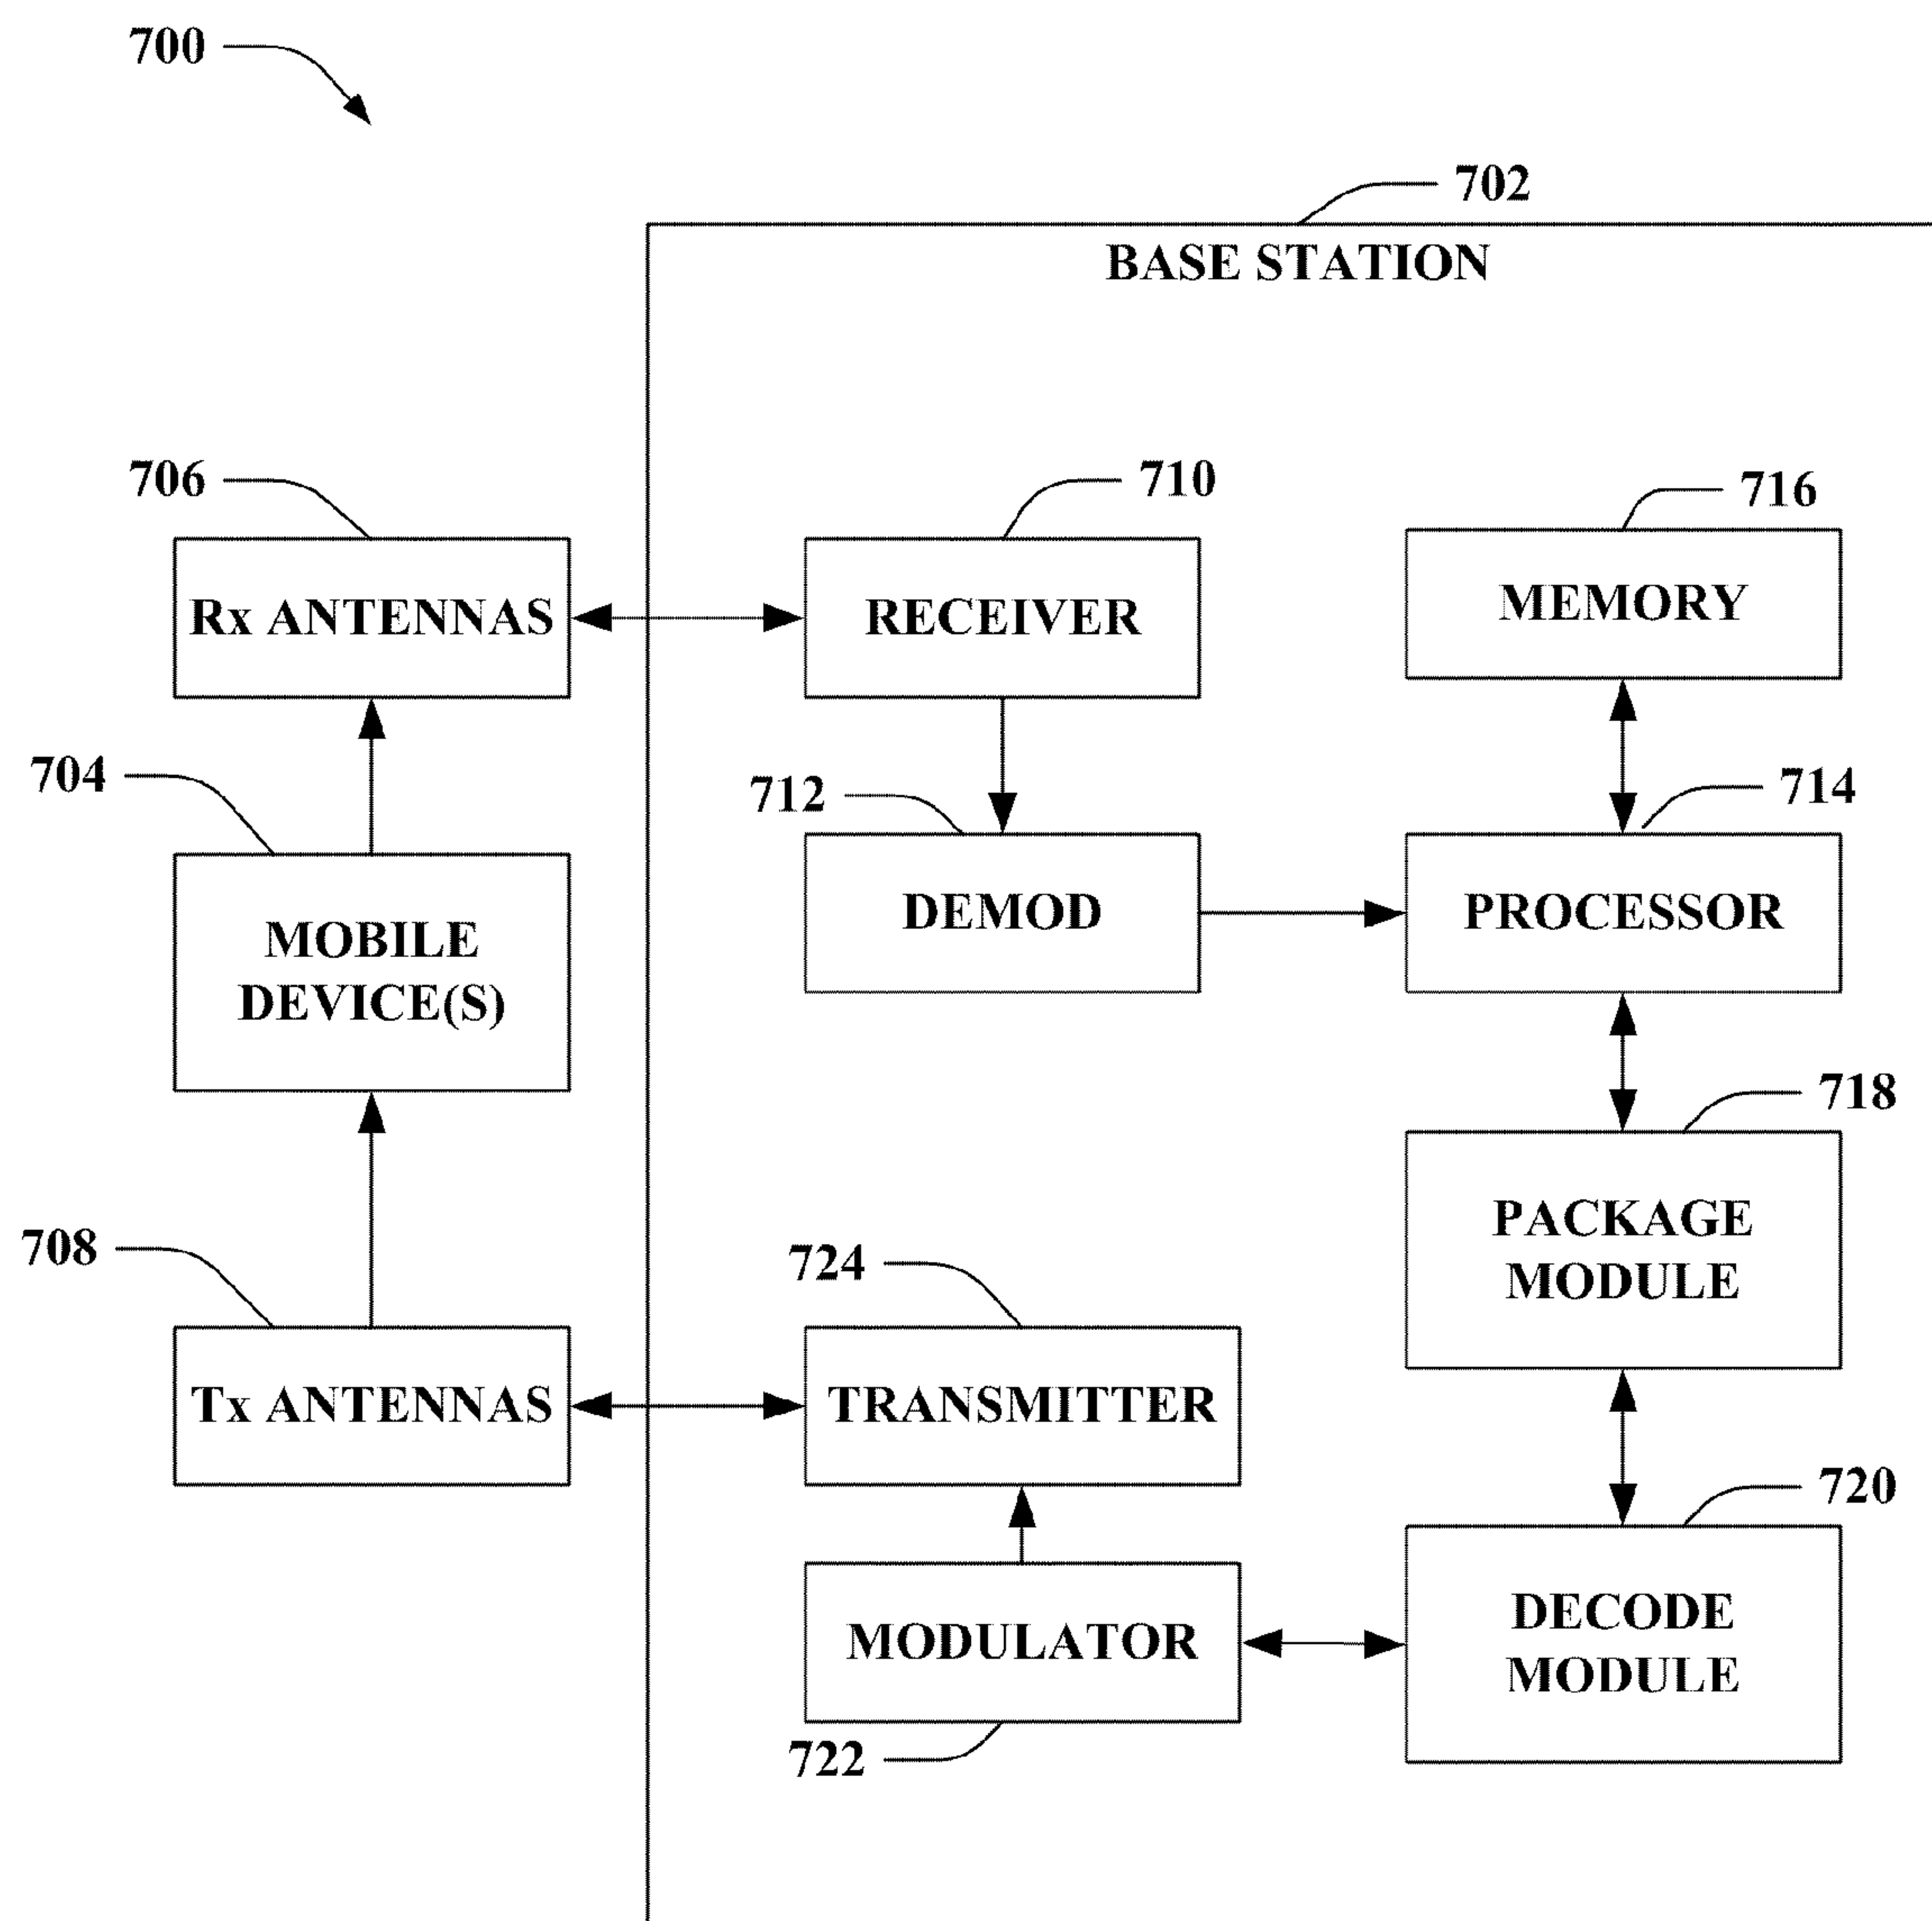 700
702
BASE STATION
706
710
716
Rx ANTENNAS
RECEIVER
MEMORY
704
712
714
MOBILE
DEVICE(S)
DEMOD
PROCESSOR
718
708
724
PACKAGE
MODULE
Tx ANTENNAS
TRANSMITTER
720
MODULATOR
DECODE
MODULE
722